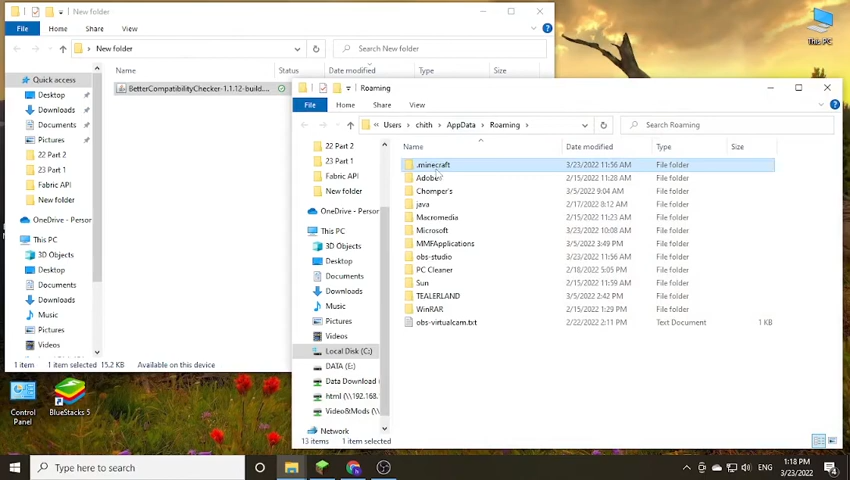 New folder
File Home Share View
New folder
Search New folder
Quick access
Desktop
Downloads
Documents
Pictures
22 Part 2
23 Part 1
Fabric API
New folder
OneDrive - Persor
This PC
3D Objects
Desktop
Documents
Downloads
Music
Pictures
Videos
Name Status Date modified Type Size
BetterCompatibilityChecker-1.1.12-build....
1 item 1 item selected 15.2 KB Available on this device
Roaming
File Home Share View
Users chith AppData Roaming
Search Roaming
22 Part 2
23 Part 1
Fabric API
New folder
OneDrive - Person
This PC
3D Objects
Desktop
Documents
Downloads
Music
Pictures
Videos
Local Disk (C:)
DATA (E:)
Data Download (
html (\\192.168.
Video&Mods (\\1
Network
Name Date modified Type Size
.minecraft 3/23/2022 11:56 AM File folder
Adobe 2/15/2022 11:28 AM File folder
Chomper's 3/5/2022 9:04 AM File folder
java 2/17/2022 8:12 AM File folder
Macromedia 2/15/2022 11:23 AM File folder
Microsoft 3/23/2022 10:08 AM File folder
MMFApplications 3/5/2022 3:49 PM File folder
obs-studio 3/23/2022 11:56 AM File folder
PC Cleaner 2/18/2022 5:05 PM File folder
Sun 2/15/2022 11:59 AM File folder
TEALERLAND 3/5/2022 2:42 PM File folder
WinRAR 2/15/2022 1:29 PM File folder
obs-virtualcam.txt 2/22/2022 2:11 PM Text Document 1 KB
13 items 1 item selected
This PC
Control Panel
BlueStacks 5
Type here to search
ENG
1:18 PM
3/23/2022
4